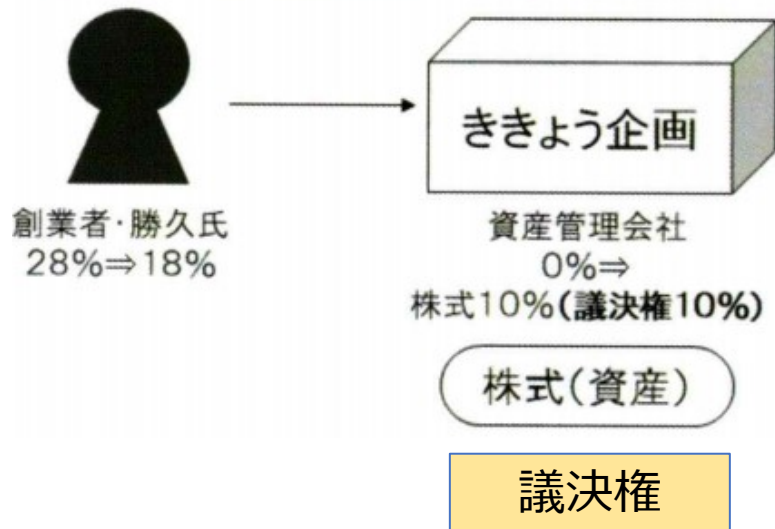 ききょう企画
創業者・勝久氏
28%⇒18%
資産管理会社
0%⇒
株式10%(議決権10%)
株式(資産)
議決権